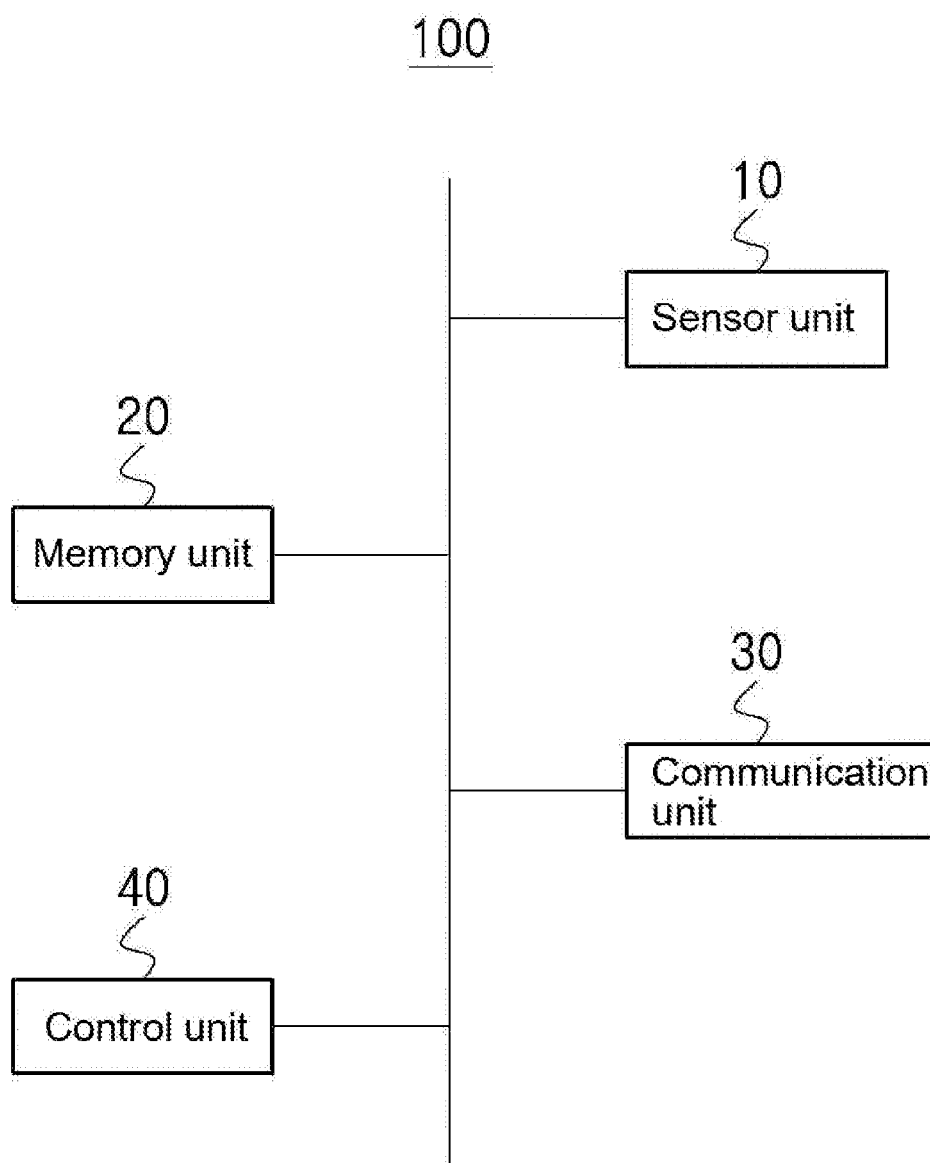 100
10
Sensor unit
20
Memory unit
30
Communication
unit
40
Control unit